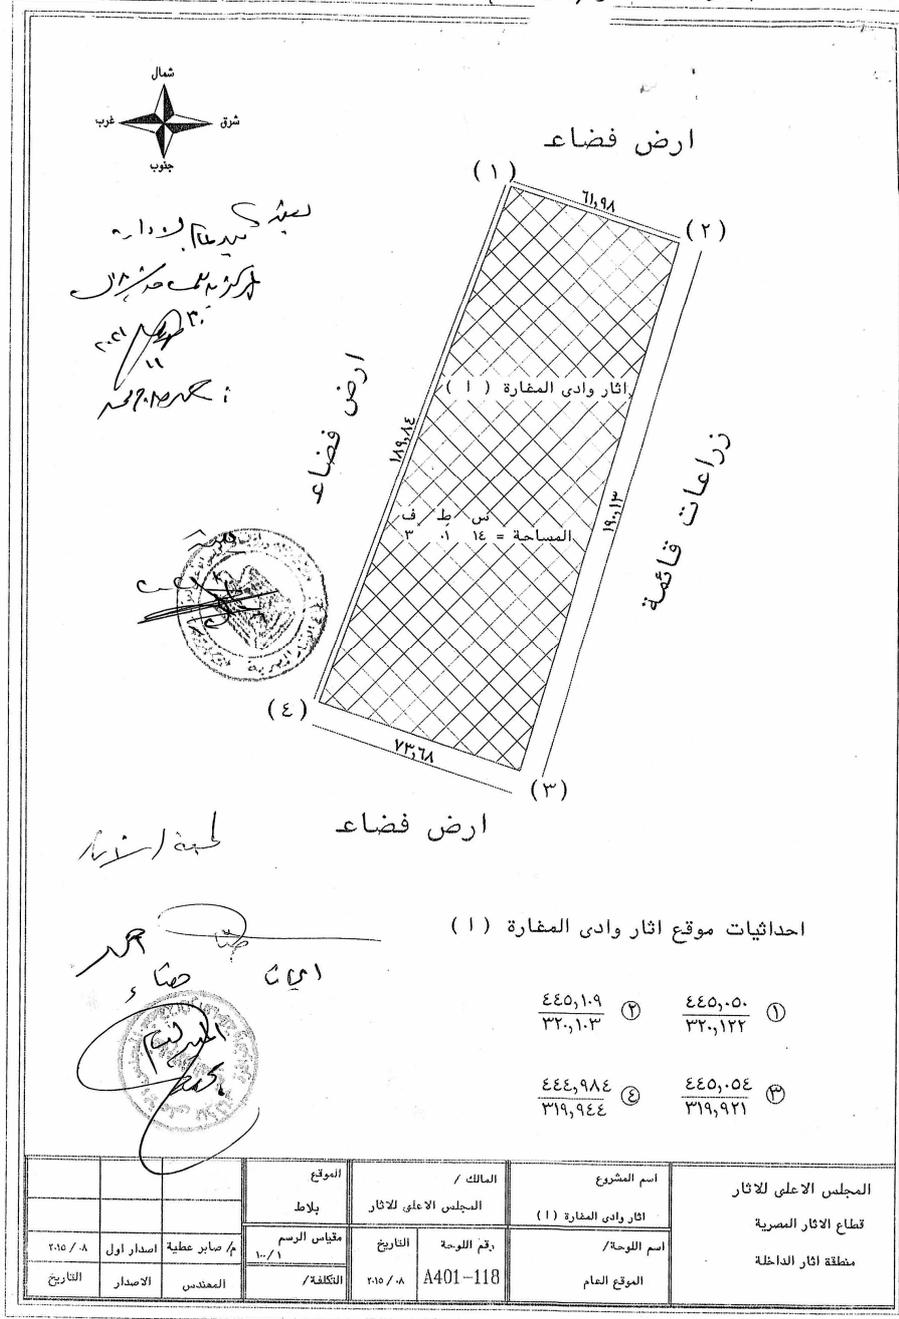 شمال
شرق
غرب
جنوب
ارض فضاء
(١)
٦١,٩٨
(٢)
اثار وادى المغارة ( ا )
ارض فضاء
١٨٩,٨٤
زراعات قائمة
١٩٠,١٣
س ط ف
المساحة = ١٤ ٠١ ٣
(٤)
٧٣,٦٨
(٣)
ارض فضاء
احداثيات موقع اثار وادى المغارة ( ا )
① ٤٤٥,٠٥٠
٣٢٠,١٢٢
② ٤٤٥,١٠٩
٣٢٠,١٠٣
③ ٤٤٥,٠٥٤
٣١٩,٩٢١
④ ٤٤٤,٩٨٤
٣١٩,٩٤٤
المجلس الاعلى للاثار
قطاع الاثار المصرية
منطقة اثار الداخلة
اسم المشروع
اثار وادى المغارة ( ا )
اسم اللوحة/
الموقع العام
المالك /
المجلس الاعلى للاثار
رقم اللوحة
A401-118
التاريخ
٠٨ / ٢٠١٥
الموقع
بلاط
مقياس الرسم
١/١٠٠٠
التكلفة/
م/ صابر عطية
اصدار اول
٠٨ / ٢٠١٥
المهندس
الاصدار
التاريخ